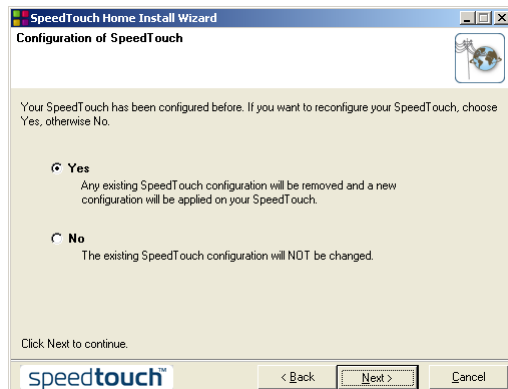 SpeedTouch Home Install Wizard
Configuration of SpeedTouch
Your SpeedTouch has been configured before. If you want to reconfigure your SpeedTouch, choose
Yes, otherwise No.
Yes
Any existing SpeedTouch configuration will be removed and a new
configuration will be applied on your SpeedTouch.
No
The existing SpeedTouch configuration will NOT be changed.
Click Next to continue.
speedtouch™
< Back
Next >
Cancel